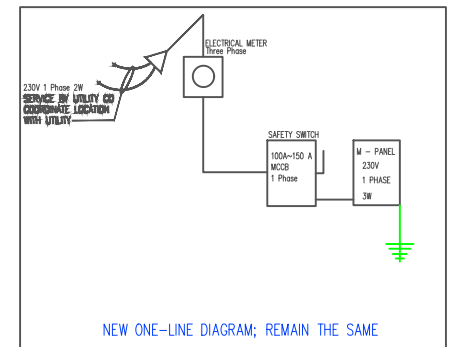 ELECTRICAL METER
Three Phase
230V 1 Phase 2W
SERVICE BY UTILITY CO
COORDINATE LOCATION
WITH UTILITY
SAFETY SWITCH
100A~150 A
MCCB
1 Phase
M - PANEL
230V
1 PHASE
3W
NEW ONE-LINE DIAGRAM; REMAIN THE SAME